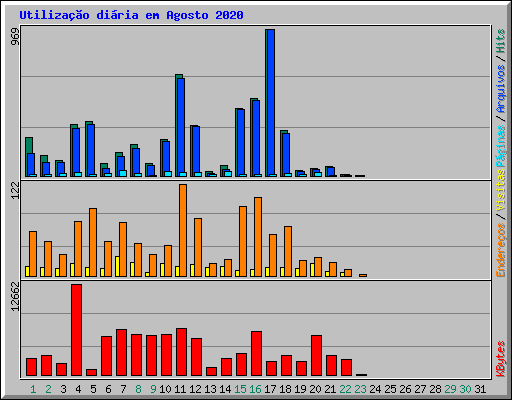 Utilização diária em Agosto 2020
969
122
12662
Endereços / Visitas Páginas / Arquivos / Hits
KBytes
1 2 3 4 5 6 7 8 9 10 11 12 13 14 15 16 17 18 19 20 21 22 23 24 25 26 27 28 29 30 31